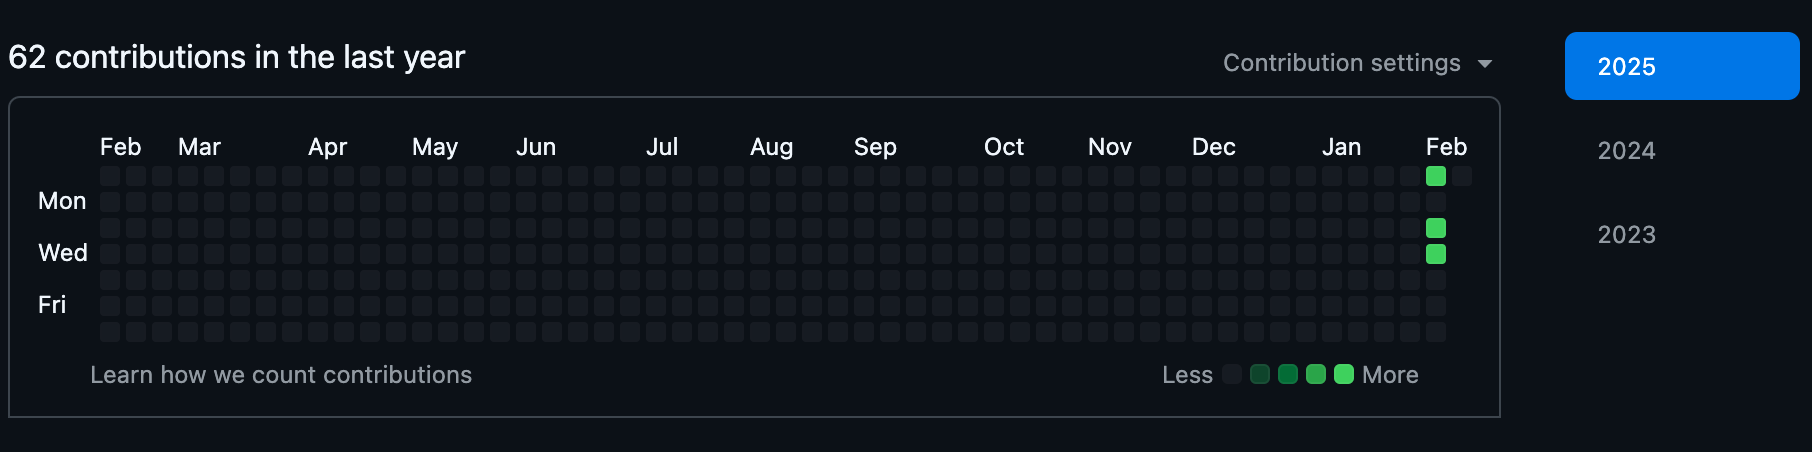 62 contributions in the last year
Contribution settings
2025
2024
2023
Feb Mar Apr May Jun Jul Aug Sep Oct Nov Dec Jan Feb
Mon
Wed
Fri
Learn how we count contributions
Less More